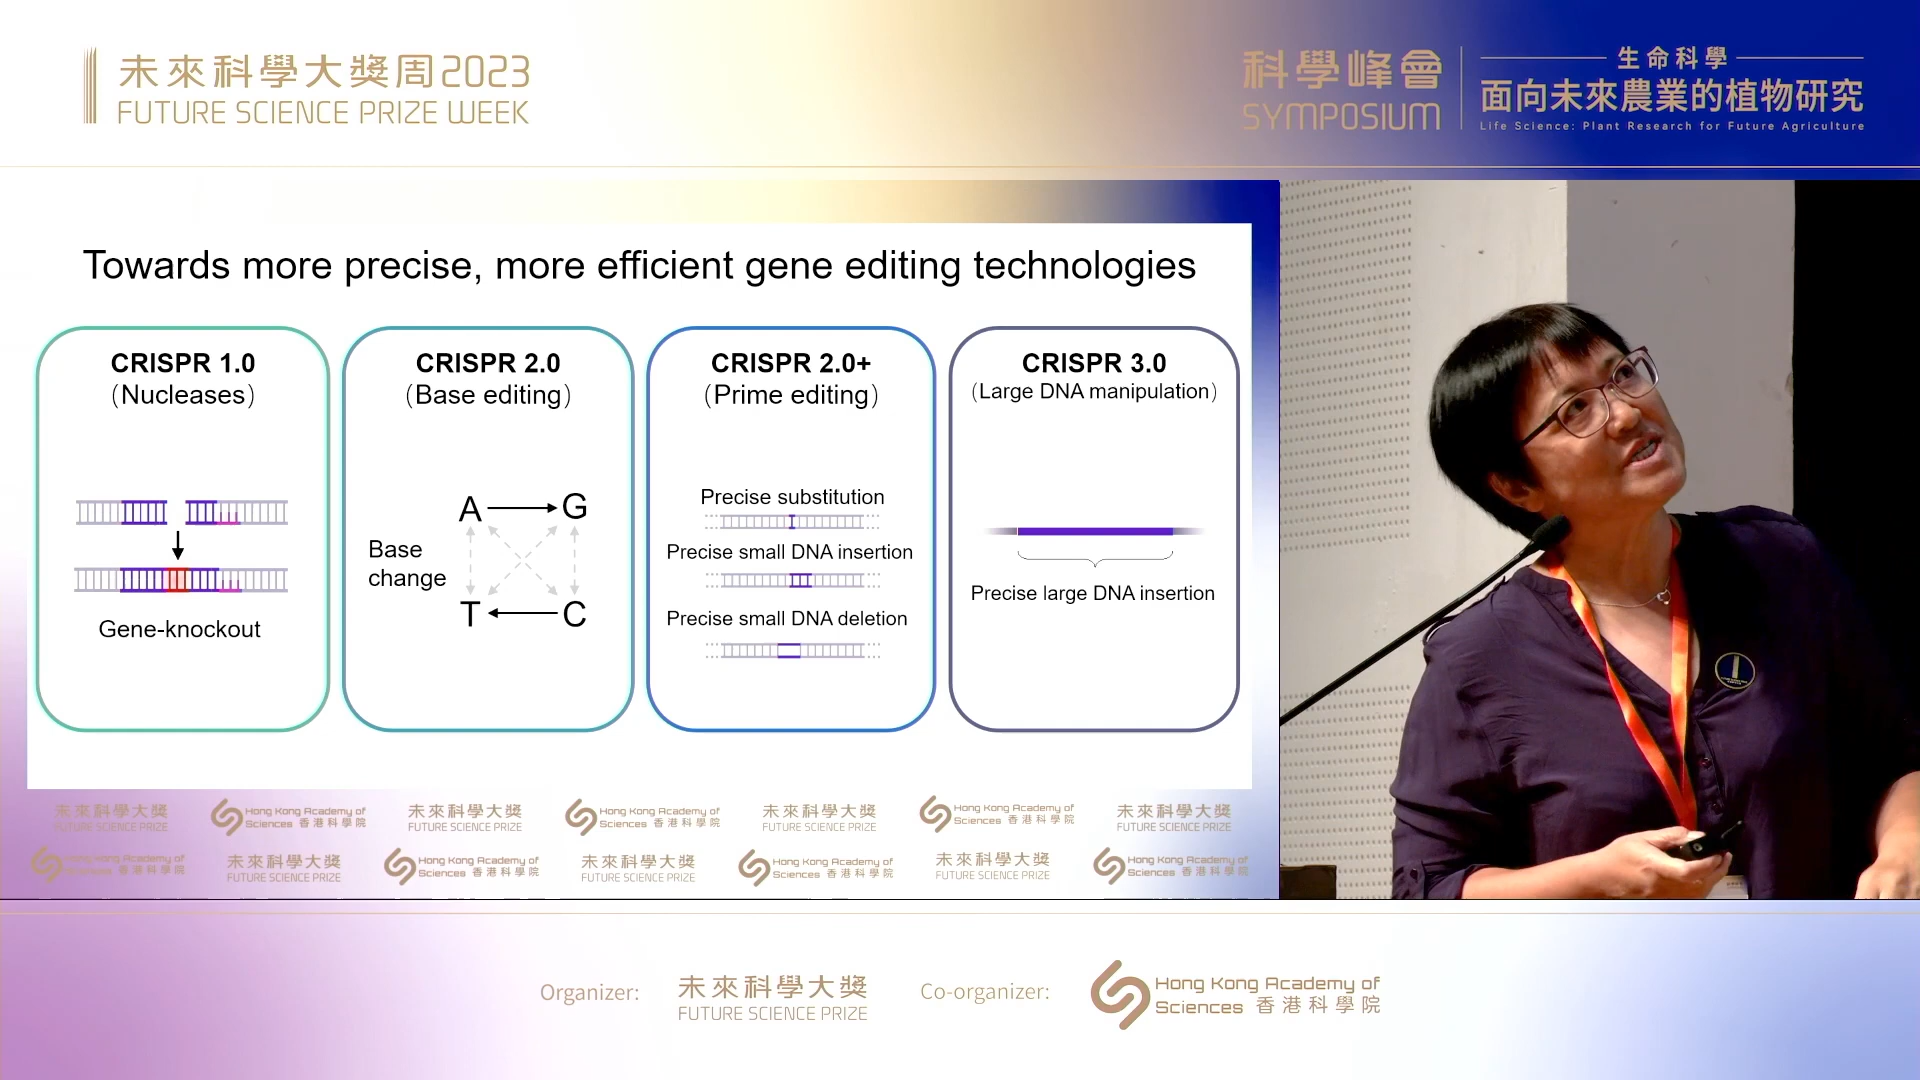 未來科學大獎周2023
FUTURE SCIENCE PRIZE WEEK
科學峰會
SYMPOSIUM
生命科學
面向未來農業的植物研究
Life Science: Plant Research for Future Agriculture
Towards more precise, more efficient gene editing technologies
CRISPR 1.0
(Nucleases)
Gene-knockout
CRISPR 2.0
(Base editing)
Base
change
A
G
T
C
CRISPR 2.0+
(Prime editing)
Precise substitution
Precise small DNA insertion
Precise small DNA deletion
CRISPR 3.0
(Large DNA manipulation)
Precise large DNA insertion
未來科學大獎
FUTURE SCIENCE PRIZE
Hong Kong Academy of
Sciences 香港科學院
未來科學大獎
FUTURE SCIENCE PRIZE
Hong Kong Academy of
Sciences 香港科學院
未來科學大獎
FUTURE SCIENCE PRIZE
Hong Kong Academy of
Sciences 香港科學院
未來科學大獎
FUTURE SCIENCE PRIZE
Hong Kong Academy of
Sciences 香港科學院
未來科學大獎
FUTURE SCIENCE PRIZE
Hong Kong Academy of
Sciences 香港科學院
未來科學大獎
FUTURE SCIENCE PRIZE
Hong Kong Academy of
Sciences 香港科學院
未來科學大獎
FUTURE SCIENCE PRIZE
Hong Kong Academy of
Sciences 香港科學院
Organizer:
未來科學大獎
FUTURE SCIENCE PRIZE
Co-organizer:
Hong Kong Academy of
Sciences 香港科學院